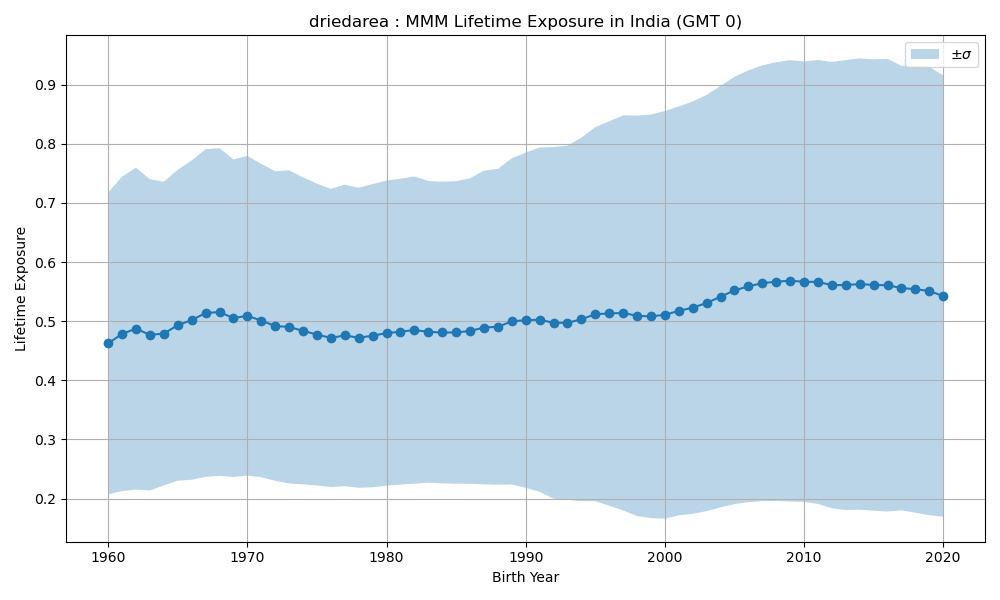 driedarea : MMM Lifetime Exposure in India (GMT 0)
±σ
Lifetime Exposure
0.9
0.8
0.7
0.6
0.5
0.4
0.3
0.2
1960 1970 1980 1990 2000 2010 2020
Birth Year